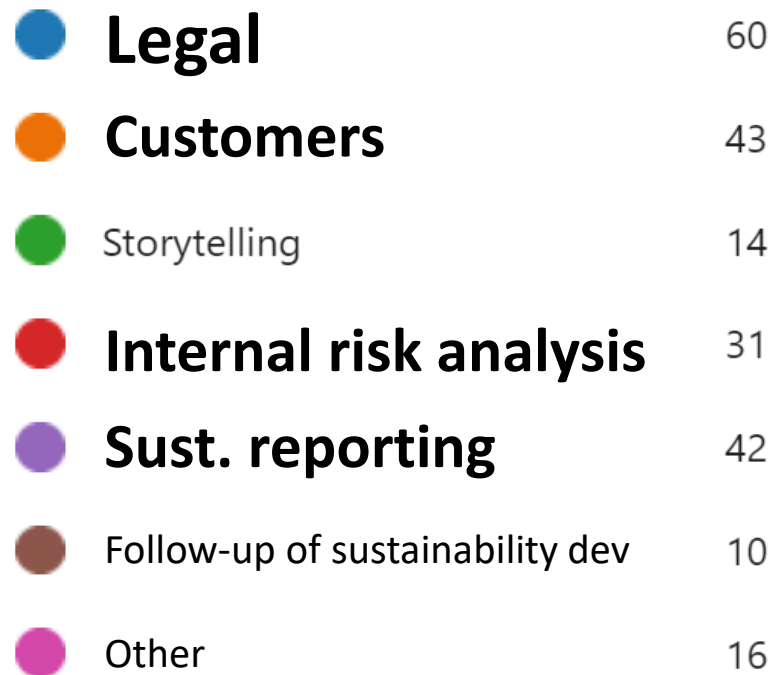 Legal 60
Customers 43
Storytelling 14
Internal risk analysis 31
Sust. reporting 42
Follow-up of sustainability dev 10
Other 16